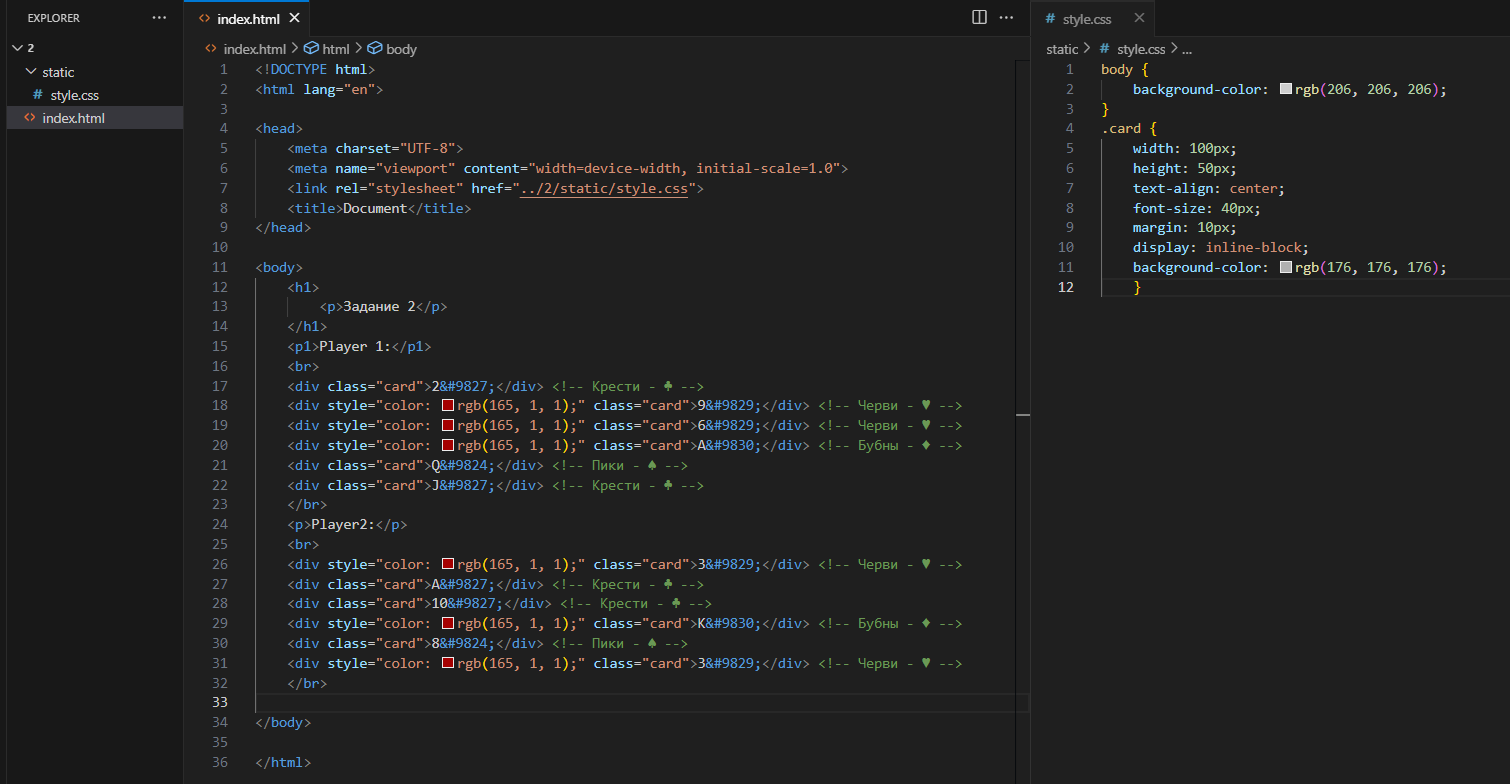 EXPLORER ...
2
static
# style.css
<> index.html
<> index.html ×
...
<> index.html > html > body
1 <!DOCTYPE html>
2 <html lang="en">
3
4 <head>
5 <meta charset="UTF-8">
6 <meta name="viewport" content="width=device-width, initial-scale=1.0">
7 <link rel="stylesheet" href="../2/static/style.css">
8 <title>Document</title>
9 </head>
10
11 <body>
12 <h1>
13 <p>Задание 2</p>
14 </h1>
15 <p1>Player 1:</p1>
16 <br>
17 <div class="card">2&#9827;</div> <!-- Крести - ♣ -->
18 <div style="color: rgb(165, 1, 1);" class="card">9&#9829;</div> <!-- Черви - ♥ -->
19 <div style="color: rgb(165, 1, 1);" class="card">6&#9829;</div> <!-- Черви - ♥ -->
20 <div style="color: rgb(165, 1, 1);" class="card">A&#9830;</div> <!-- Бубны - ♦ -->
21 <div class="card">Q&#9824;</div> <!-- Пики - ♠ -->
22 <div class="card">J&#9827;</div> <!-- Крести - ♣ -->
23 </br>
24 <p>Player2:</p>
25 <br>
26 <div style="color: rgb(165, 1, 1);" class="card">3&#9829;</div> <!-- Черви - ♥ -->
27 <div class="card">A&#9827;</div> <!-- Крести - ♣ -->
28 <div class="card">10&#9827;</div> <!-- Крести - ♣ -->
29 <div style="color: rgb(165, 1, 1);" class="card">K&#9830;</div> <!-- Бубны - ♦ -->
30 <div class="card">8&#9824;</div> <!-- Пики - ♠ -->
31 <div style="color: rgb(165, 1, 1);" class="card">3&#9829;</div> <!-- Черви - ♥ -->
32 </br>
33
34 </body>
35
36 </html>
# style.css ×
static > # style.css > ...
1 body {
2 background-color: rgb(206, 206, 206);
3 }
4 .card {
5 width: 100px;
6 height: 50px;
7 text-align: center;
8 font-size: 40px;
9 margin: 10px;
10 display: inline-block;
11 background-color: rgb(176, 176, 176);
12 }